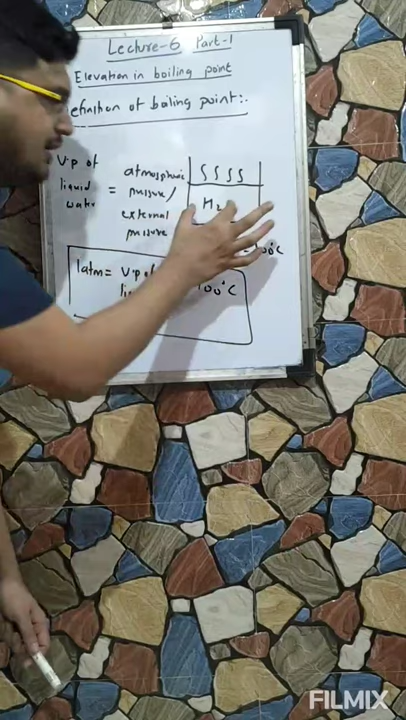 Lecture-6 Part-1
Elevation in boiling point
efinition of boiling point:-
V.p of liquid water = atmospheric pressure / external pressure
H2
100°C
1atm = V.p of
100°C
FILMIX